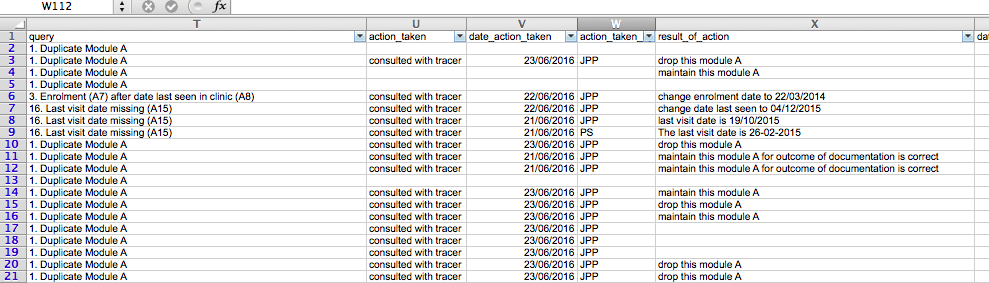 W112 fx
T U V W X
1 query action_taken date_action_taken action_taken_ result_of_action dat
2 1. Duplicate Module A
3 1. Duplicate Module A consulted with tracer 23/06/2016 JPP drop this module A
4 1. Duplicate Module A maintain this module A
5 1. Duplicate Module A
6 3. Enrolment (A7) after date last seen in clinic (A8) consulted with tracer 22/06/2016 JPP change enrolment date to 22/03/2014
7 16. Last visit date missing (A15) consulted with tracer 22/06/2016 JPP change date last seen to 04/12/2015
8 16. Last visit date missing (A15) consulted with tracer 21/06/2016 JPP last visit date is 19/10/2015
9 16. Last visit date missing (A15) consulted with tracer 21/06/2016 PS The last visit date is 26-02-2015
10 1. Duplicate Module A consulted with tracer 23/06/2016 JPP drop this module A
11 1. Duplicate Module A consulted with tracer 21/06/2016 JPP maintain this module A for outcome of documentation is correct
12 1. Duplicate Module A consulted with tracer 21/06/2016 JPP maintain this module A for outcome of documentation is correct
13 1. Duplicate Module A
14 1. Duplicate Module A consulted with tracer 23/06/2016 JPP maintain this module A
15 1. Duplicate Module A consulted with tracer 23/06/2016 JPP drop this module A
16 1. Duplicate Module A consulted with tracer 23/06/2016 JPP maintain this module A
17 1. Duplicate Module A consulted with tracer 23/06/2016 JPP
18 1. Duplicate Module A consulted with tracer 23/06/2016 JPP
19 1. Duplicate Module A consulted with tracer 23/06/2016 JPP
20 1. Duplicate Module A consulted with tracer 23/06/2016 JPP drop this module A
21 1. Duplicate Module A consulted with tracer 23/06/2016 JPP drop this module A